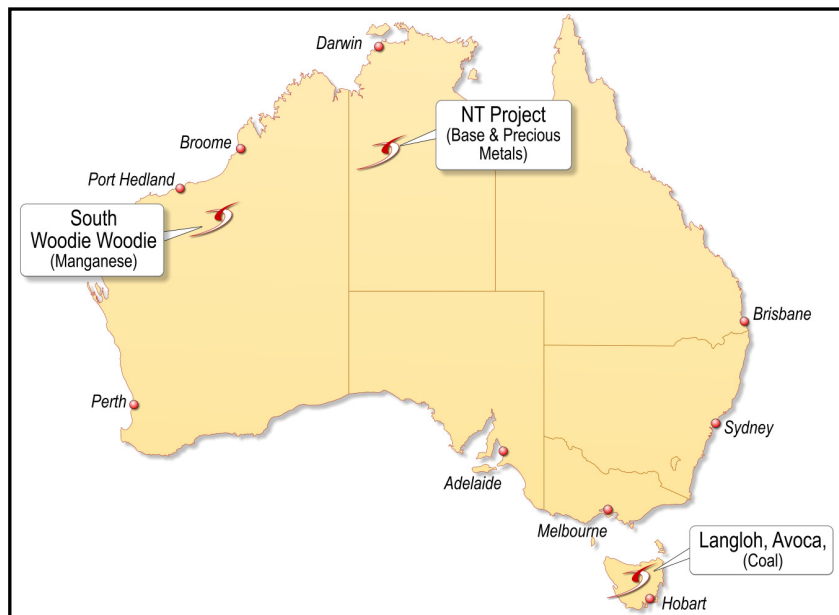 Darwin
NT Project
(Base & Precious
Metals)
Broome
Port Hedland
South
Woodie Woodie
(Manganese)
Brisbane
Perth
Sydney
Adelaide
Melbourne
Langloh, Avoca,
(Coal)
Hobart